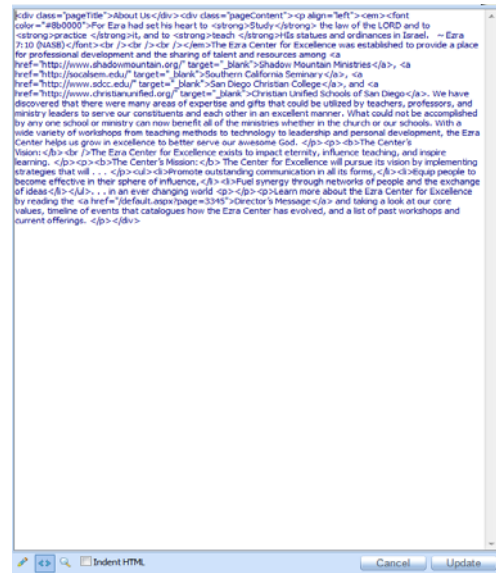 <div class="pageTitle">About Us</div><div class="pageContent"><p align="left"><em><font
color="#8b0000">For Ezra had set his heart to <strong>Study</strong> the law of the LORD and to
<strong>practice </strong>it, and to <strong>teach </strong>HIs statues and ordinances in Israel.  ~ Ezra
7:10 (NASB)</font><br /><br /><br /></em>The Ezra Center for Excellence was established to provide a place
for professional development and the sharing of talent and resources among <a
href="http://www.shadowmountain.org/" target="_blank">Shadow Mountain Ministries</a>, <a
href="http://socalsem.edu/" target="_blank">Southern California Seminary</a>, <a
href="http://www.sdcc.edu/" target="_blank">San Diego Christian College</a>, and <a
href="http://www.christianunified.org/" target="_blank">Christian Unified Schools of San Diego</a>. We have
discovered that there were many areas of expertise and gifts that could be utilized by teachers, professors, and
ministry leaders to serve our constituents and each other in an excellent manner. What could not be accomplished
by any one school or ministry can now benefit all of the ministries whether in the church or our schools. With a
wide variety of workshops from teaching methods to technology to leadership and personal development, the Ezra
Center helps us grow in excellence to better serve our awesome God. </p><p> <b>The Center's
Vision:</b><br />The Ezra Center for Excellence exists to impact eternity, influence teaching, and inspire
learning. </p><p><b>The Center's Mission:</b> The Center for Excellence will pursue its vision by implementing
strategies that will . . . </p><ul><li>Promote outstanding communication in all its forms,</li><li>Equip people to
become effective in their sphere of influence,</li><li>Fuel synergy through networks of people and the exchange
of ideas</li></ul>. . . in an ever changing world <p></p><p>Learn more about the Ezra Center for Excellence
by reading the <a href="/default.aspx?page=3345">Director's Message</a> and taking a look at our core
values, timeline of events that catalogues how the Ezra Center has evolved, and a list of past workshops and
current offerings. </p></div>
Indent HTML Cancel Update